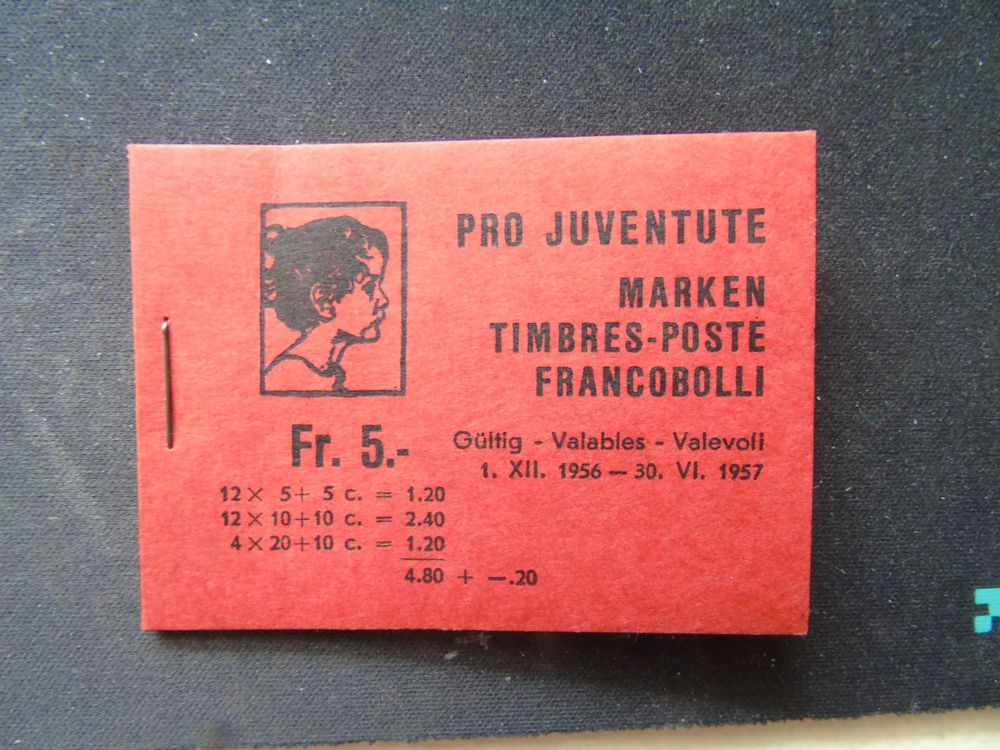 PRO JUVENTUTE
MARKEN
TIMBRES-POSTE
FRANCOBOLLI
Fr. 5.-
Gültig - Valables - Valevoli
1. XII. 1956 — 30. VI. 1957
12 × 5 + 5 c. = 1.20
12 × 10 + 10 c. = 2.40
4 × 20 + 10 c. = 1.20
4.80 + —.20